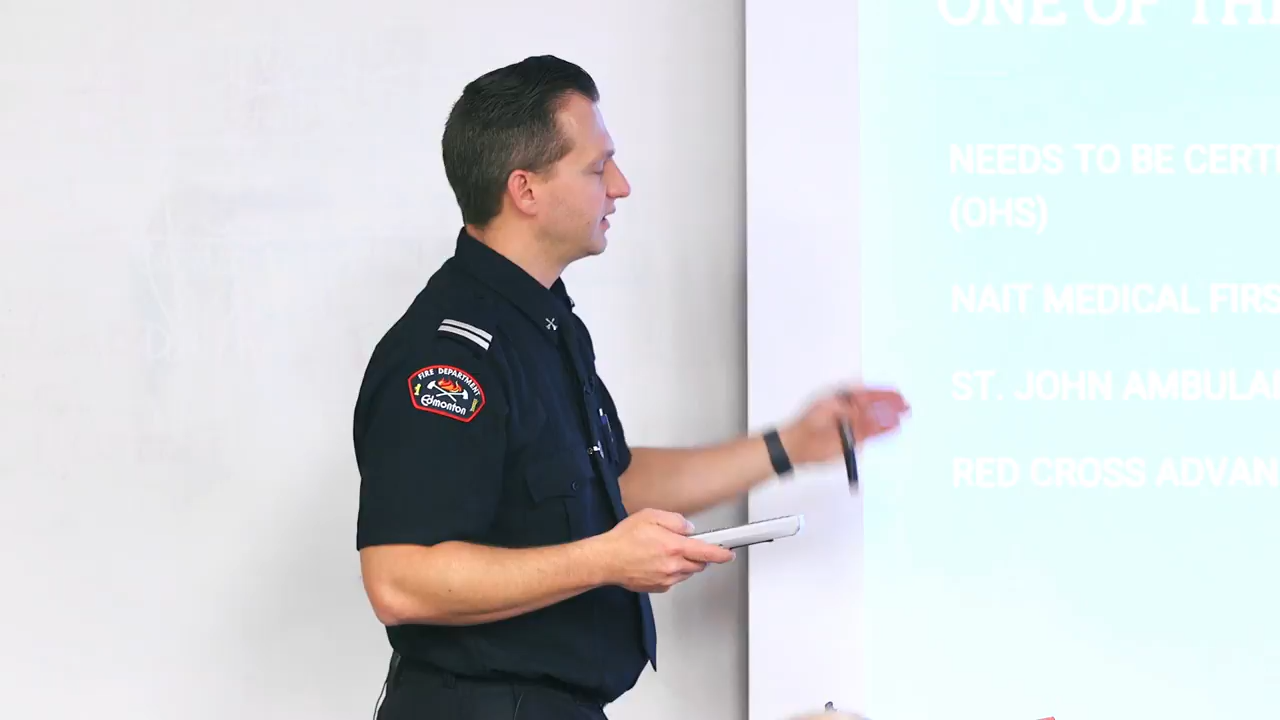 FIRE DEPARTMENT
Edmonton
ONE OF
NEEDS TO BE
(OHS)
NAIT MEDICAL
ST. JOHN
RED CROSS